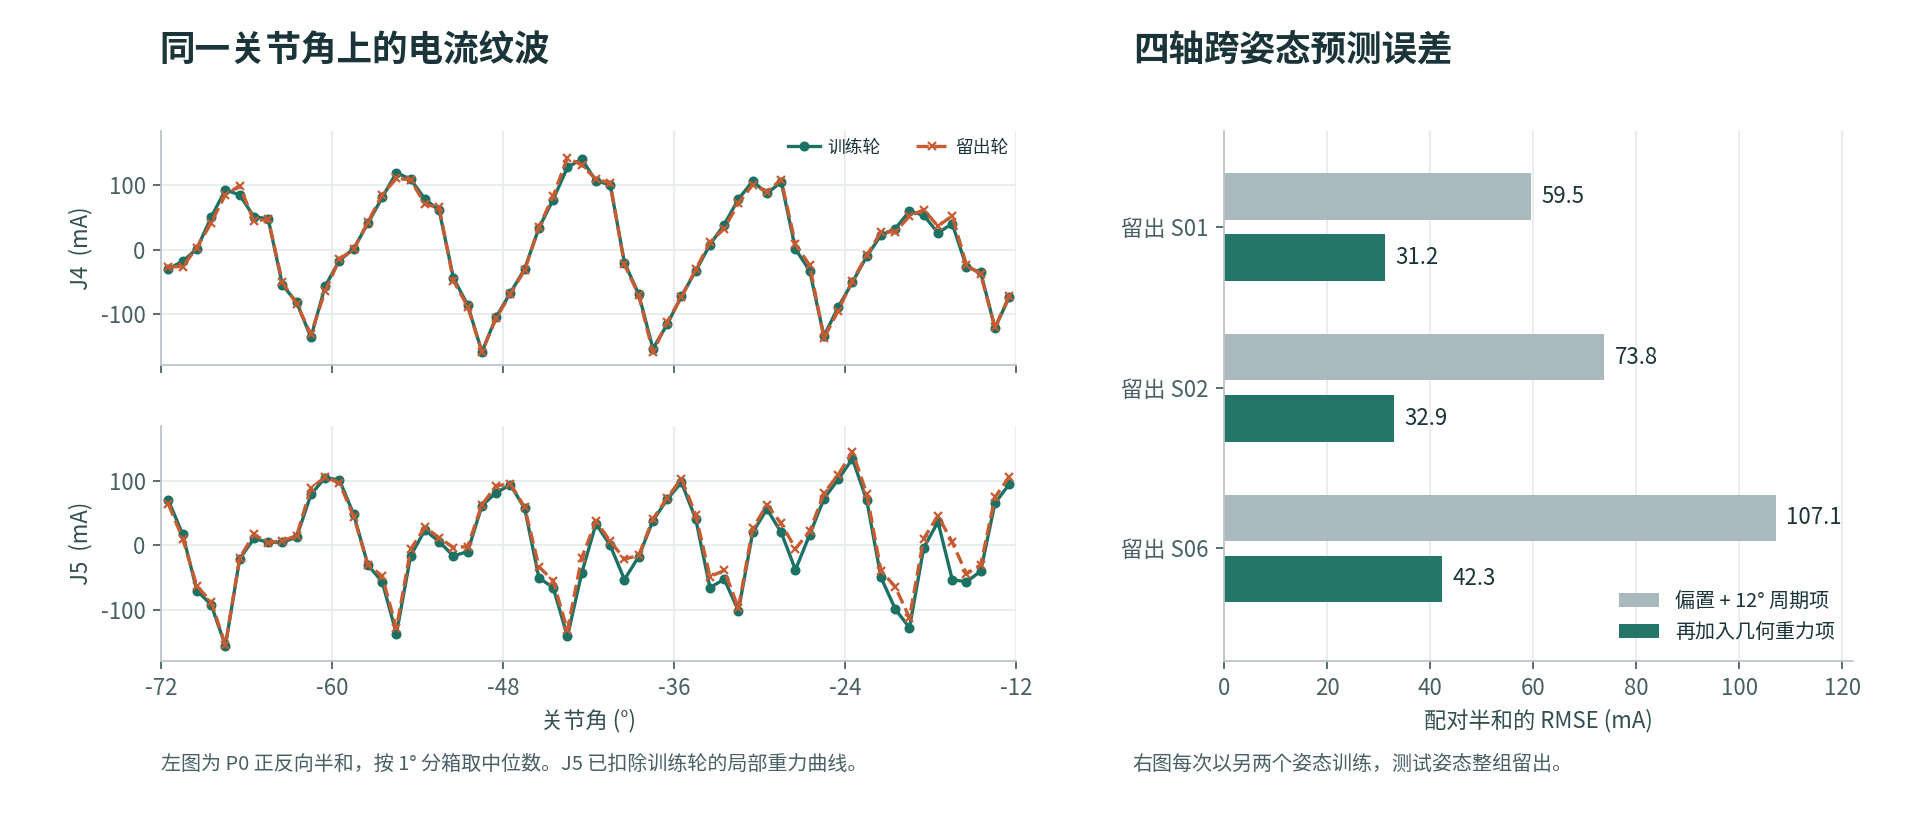 同一关节角上的电流纹波
训练轮
留出轮
100
0
-100
J4 (mA)
100
0
-100
J5 (mA)
-72
-60
-48
-36
-24
-12
关节角 (°)
左图为 P0 正反向半和，按 1° 分箱取中位数。J5 已扣除训练轮的局部重力曲线。
四轴跨姿态预测误差
留出 S01
59.5
31.2
留出 S02
73.8
32.9
留出 S06
107.1
42.3
偏置 + 12° 周期项
再加入几何重力项
0
20
40
60
80
100
120
配对半和的 RMSE (mA)
右图每次以另两个姿态训练，测试姿态整组留出。